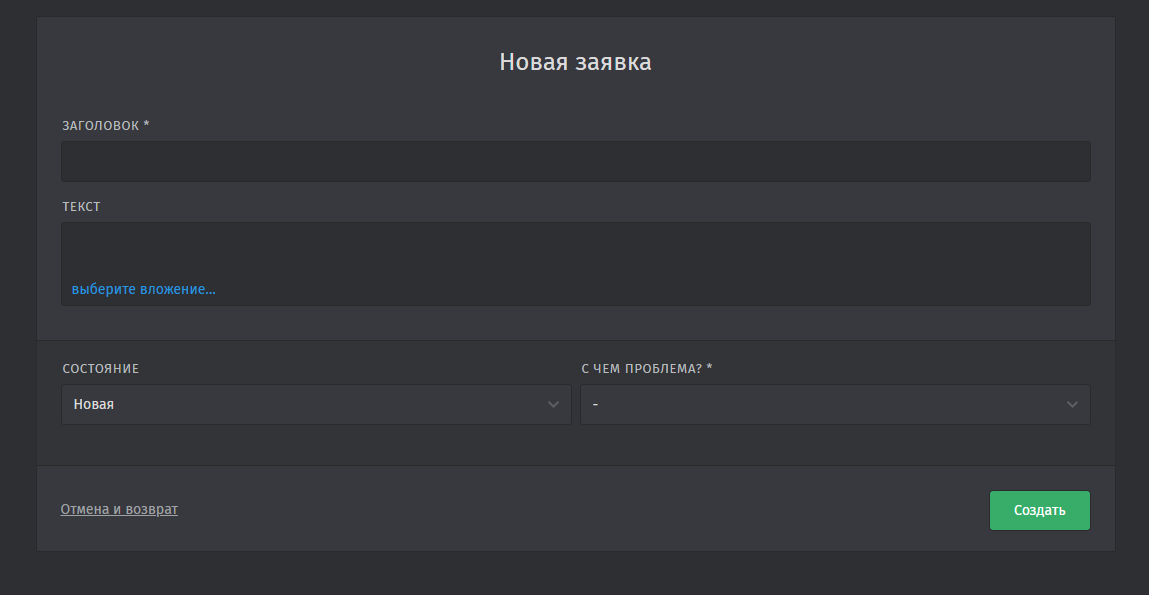 Новая заявка
ЗАГОЛОВОК *
ТЕКСТ
выберите вложение...
СОСТОЯНИЕ
С ЧЕМ ПРОБЛЕМА? *
Новая
-
Отмена и возврат
Создать